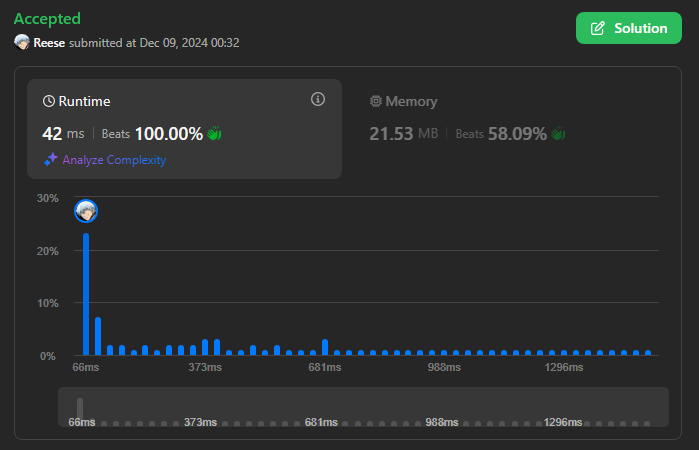 Accepted
Reese submitted at Dec 09, 2024 00:32
Solution
Runtime
42 ms | Beats 100.00%
Analyze Complexity
Memory
21.53 MB | Beats 58.09%
30%
20%
10%
0%
66ms 373ms 681ms 988ms 1296ms
66ms 373ms 681ms 988ms 1296ms